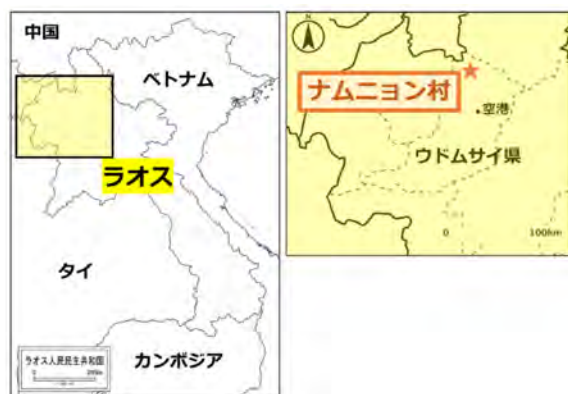 中国
ベトナム
ラオス
タイ
カンボジア
ラオス人民民主共和国
0
N
ナムニョン村
空港
ウドムサイ県
0
100km